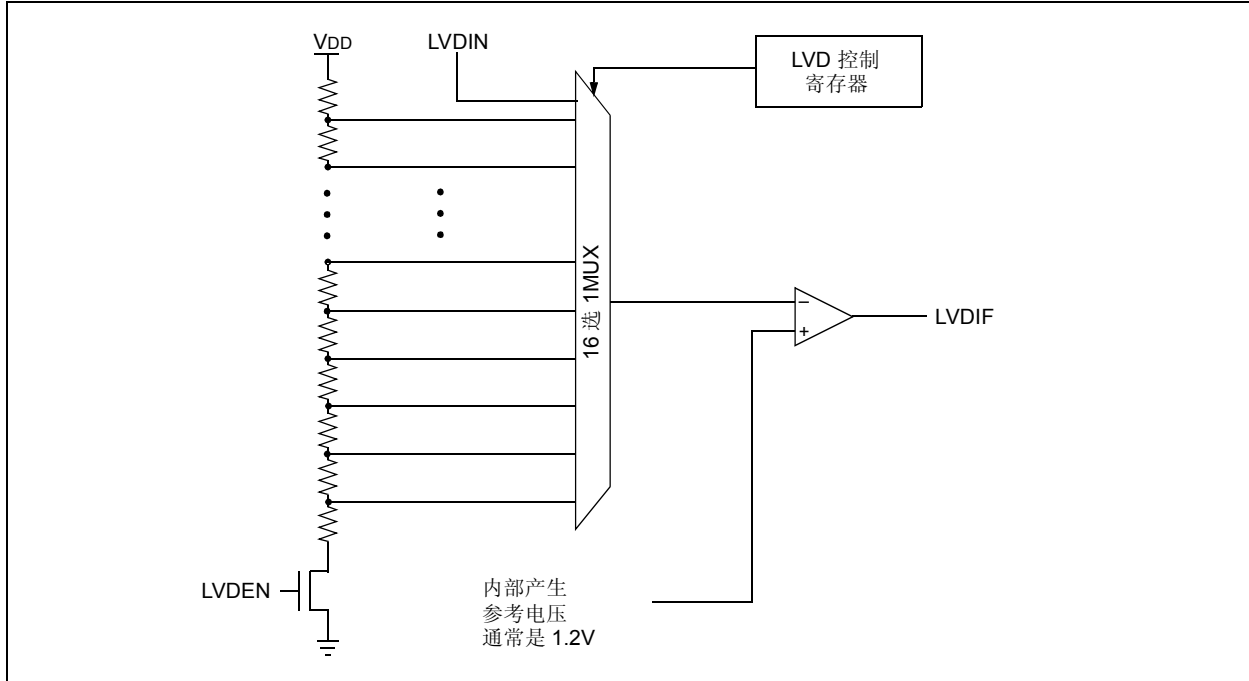 VDD
LVDIN
LVD 控制
寄存器
16 选 1MUX
−
+
LVDIF
LVDEN
内部产生
参考电压
通常是 1.2V